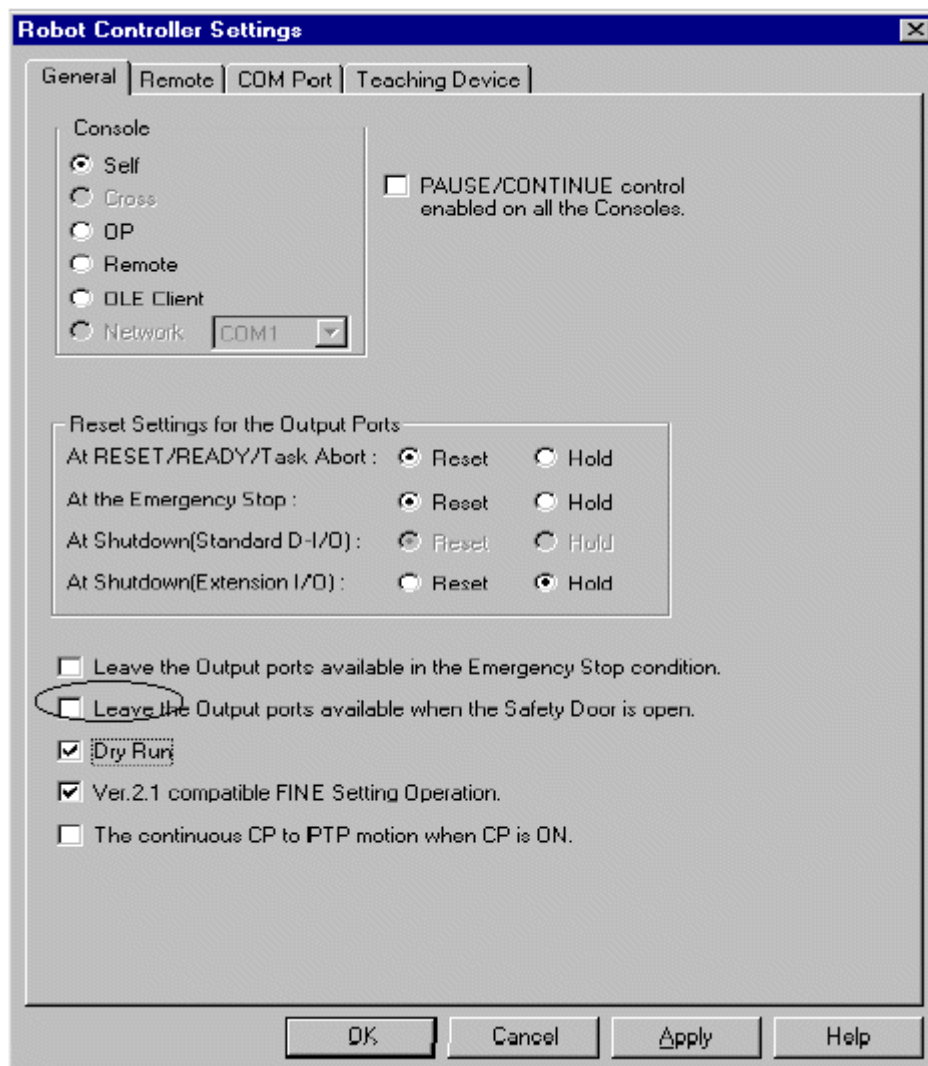 Robot Controller Settings
General Remote COM Port Teaching Device
Console
Self
Cross
OP
Remote
OLE Client
Network COM1
PAUSE/CONTINUE control
enabled on all the Consoles.
Reset Settings for the Output Ports
At RESET/READY/Task Abort : Reset Hold
At the Emergency Stop : Reset Hold
At Shutdown(Standard D-I/O) : Reset Hold
At Shutdown(Extension I/O) : Reset Hold
Leave the Output ports available in the Emergency Stop condition.
Leave the Output ports available when the Safety Door is open.
Dry Run
Ver.2.1 compatible FINE Setting Operation.
The continuous CP to PTP motion when CP is ON.
OK Cancel Apply Help